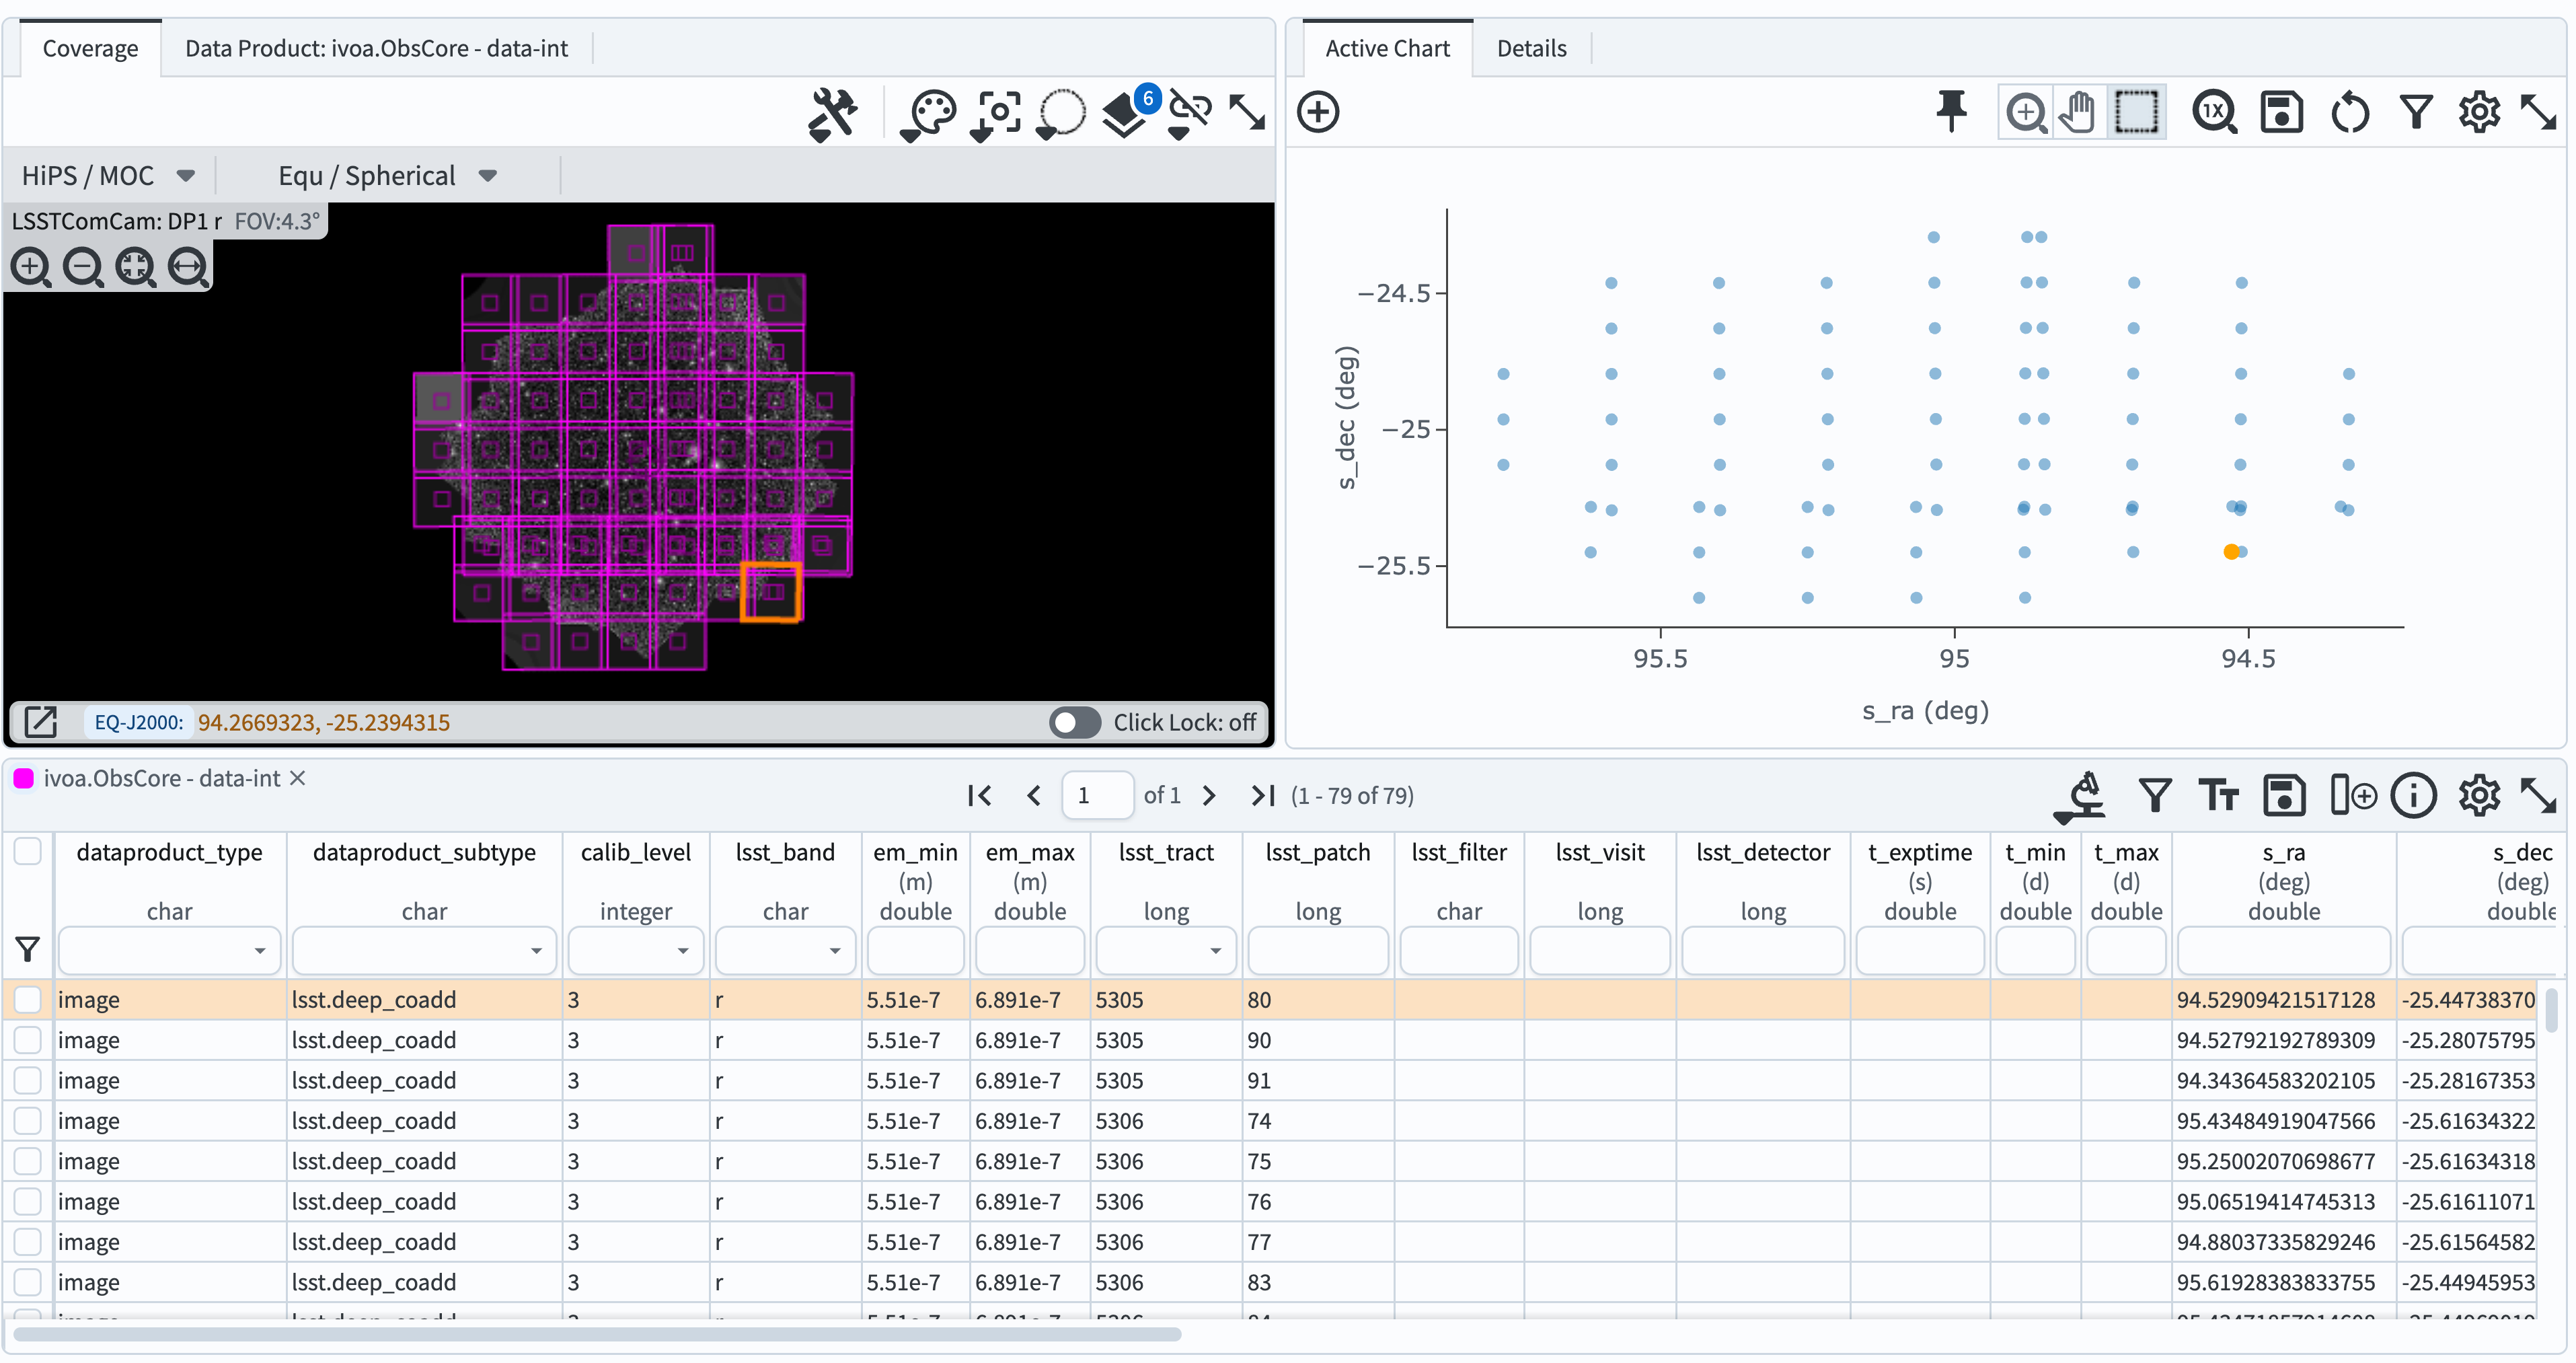 Coverage
Data Product: ivoa.ObsCore - data-int
6
HiPS / MOC
Equ / Spherical
LSSTComCam: DP1 r FOV:4.3°
EQ-J2000: 94.2669323, -25.2394315
Click Lock: off
Active Chart
Details
1X
−24.5
−25
−25.5
s_dec (deg)
95.5 95 94.5
s_ra (deg)
ivoa.ObsCore - data-int
1 of 1 (1 - 79 of 79)
Tт
dataproduct_type dataproduct_subtype calib_level lsst_band em_min em_max lsst_tract lsst_patch lsst_filter lsst_visit lsst_detector t_exptime t_min t_max s_ra s_dec
(m) (m) (s) (d) (d) (deg) (deg)
char char integer char double double long long char long long double double double double double
image lsst.deep_coadd 3 r 5.51e-7 6.891e-7 5305 80 94.52909421517128 -25.44738370
image lsst.deep_coadd 3 r 5.51e-7 6.891e-7 5305 90 94.52792192789309 -25.28075795
image lsst.deep_coadd 3 r 5.51e-7 6.891e-7 5305 91 94.34364583202105 -25.28167353
image lsst.deep_coadd 3 r 5.51e-7 6.891e-7 5306 74 95.43484919047566 -25.61634322
image lsst.deep_coadd 3 r 5.51e-7 6.891e-7 5306 75 95.25002070698677 -25.61634318
image lsst.deep_coadd 3 r 5.51e-7 6.891e-7 5306 76 95.06519414745313 -25.61611071
image lsst.deep_coadd 3 r 5.51e-7 6.891e-7 5306 77 94.88037335829246 -25.61564582
image lsst.deep_coadd 3 r 5.51e-7 6.891e-7 5306 83 95.61928383833755 -25.44945953